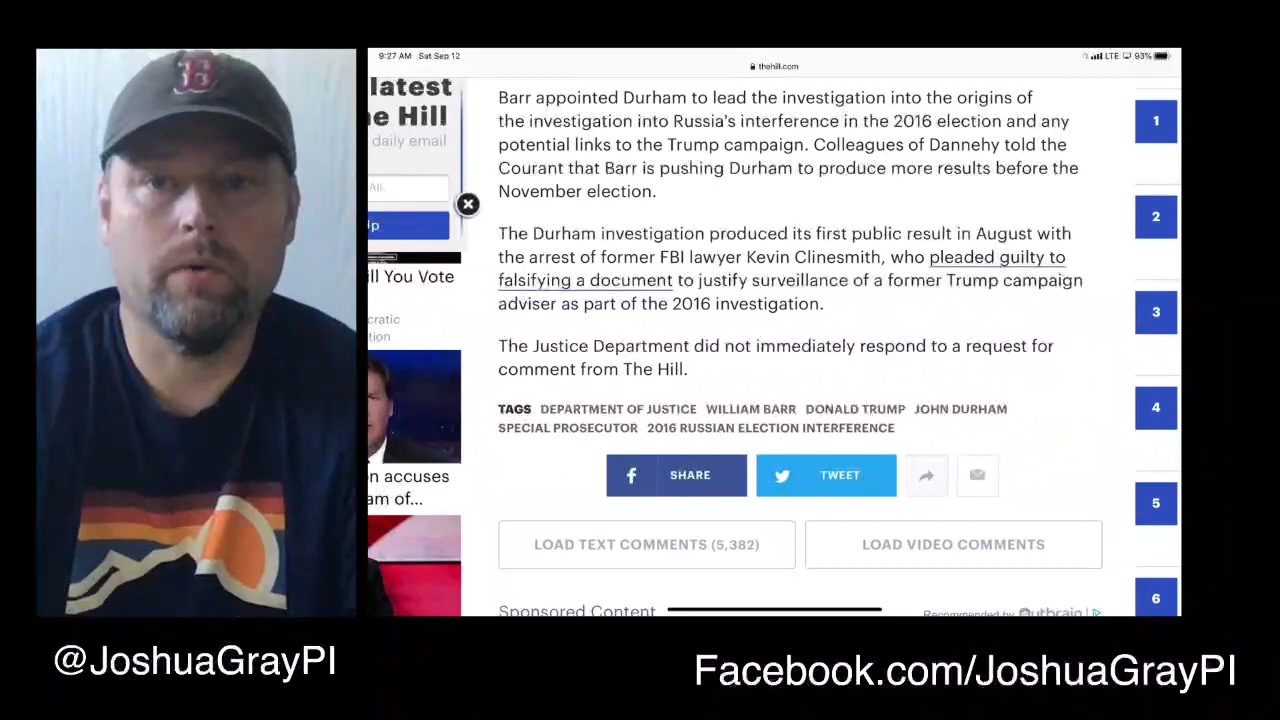 B
9:27 AM Sat Sep 12
LTE 93%
thehill.com
latest
e Hill
daily email
AIL
Up
ill You Vote
cratic
tion
n accuses
am of...
Barr appointed Durham to lead the investigation into the origins of
the investigation into Russia's interference in the 2016 election and any
potential links to the Trump campaign. Colleagues of Dannehy told the
Courant that Barr is pushing Durham to produce more results before the
November election.
The Durham investigation produced its first public result in August with
the arrest of former FBI lawyer Kevin Clinesmith, who pleaded guilty to
falsifying a document to justify surveillance of a former Trump campaign
adviser as part of the 2016 investigation.
The Justice Department did not immediately respond to a request for
comment from The Hill.
TAGS DEPARTMENT OF JUSTICE WILLIAM BARR DONALD TRUMP JOHN DURHAM
SPECIAL PROSECUTOR 2016 RUSSIAN ELECTION INTERFERENCE
f SHARE
TWEET
LOAD TEXT COMMENTS (5,382)
LOAD VIDEO COMMENTS
Sponsored Content
Recommended by Outbrain
1
2
3
4
5
6
@JoshuaGrayPI
Facebook.com/JoshuaGrayPI